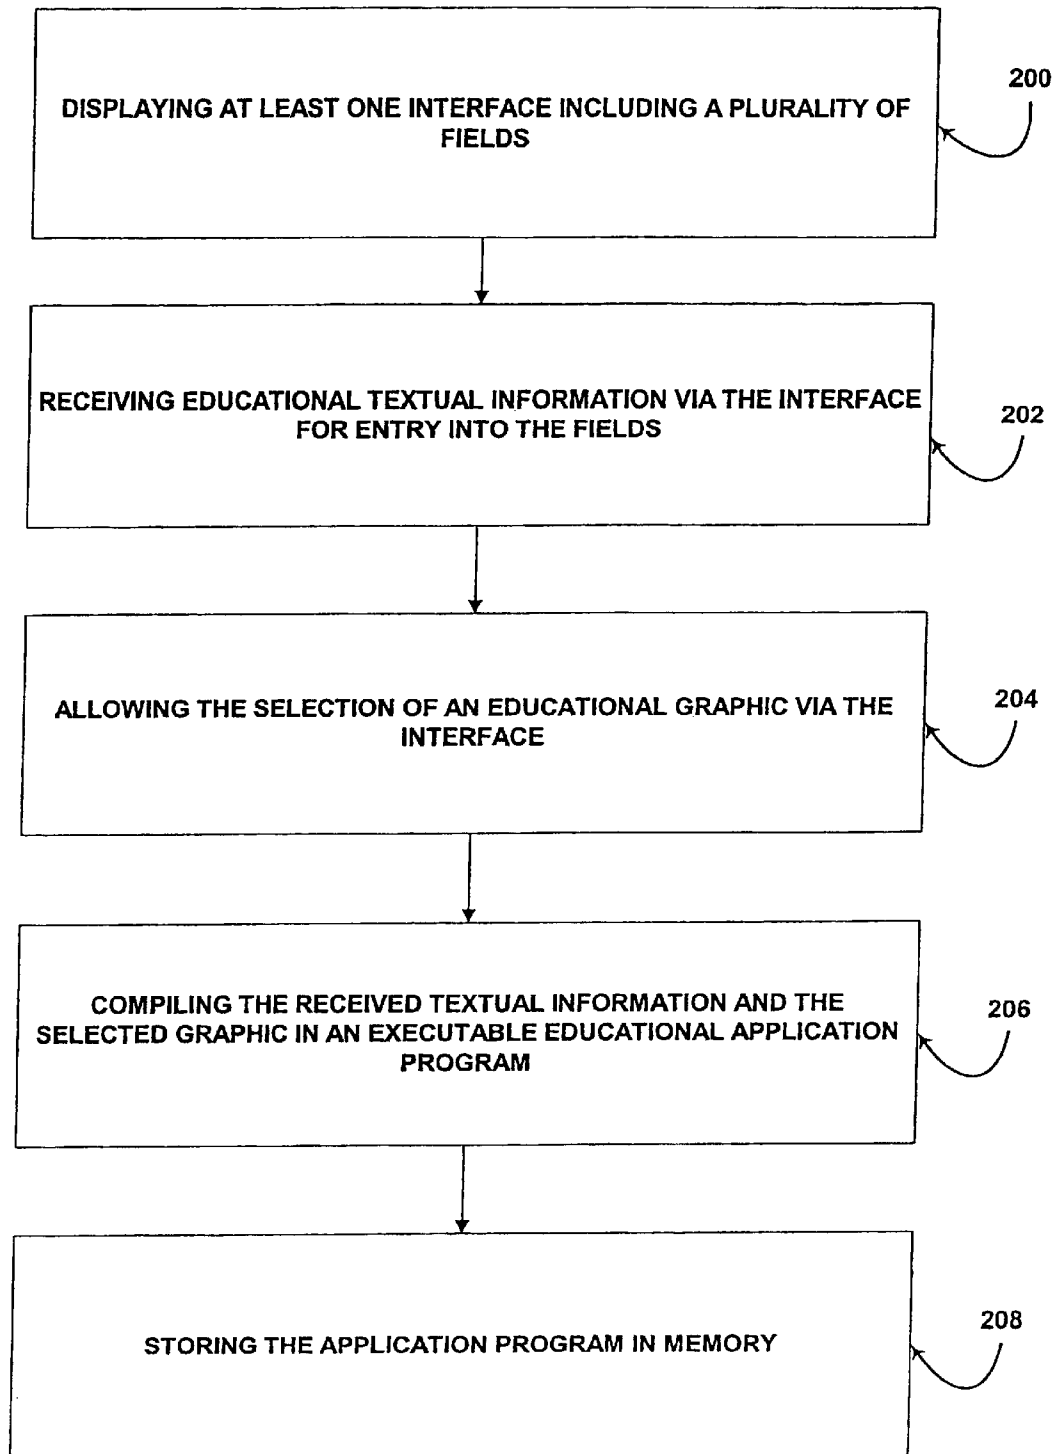 200
DISPLAYING AT LEAST ONE INTERFACE INCLUDING A PLURALITY OF
FIELDS
RECEIVING EDUCATIONAL TEXTUAL INFORMATION VIA THE INTERFACE
FOR ENTRY INTO THE FIELDS
202
ALLOWING THE SELECTION OF AN EDUCATIONAL GRAPHIC VIA THE
INTERFACE
204
COMPILING THE RECEIVED TEXTUAL INFORMATION AND THE
SELECTED GRAPHIC IN AN EXECUTABLE EDUCATIONAL APPLICATION
PROGRAM
206
STORING THE APPLICATION PROGRAM IN MEMORY
208